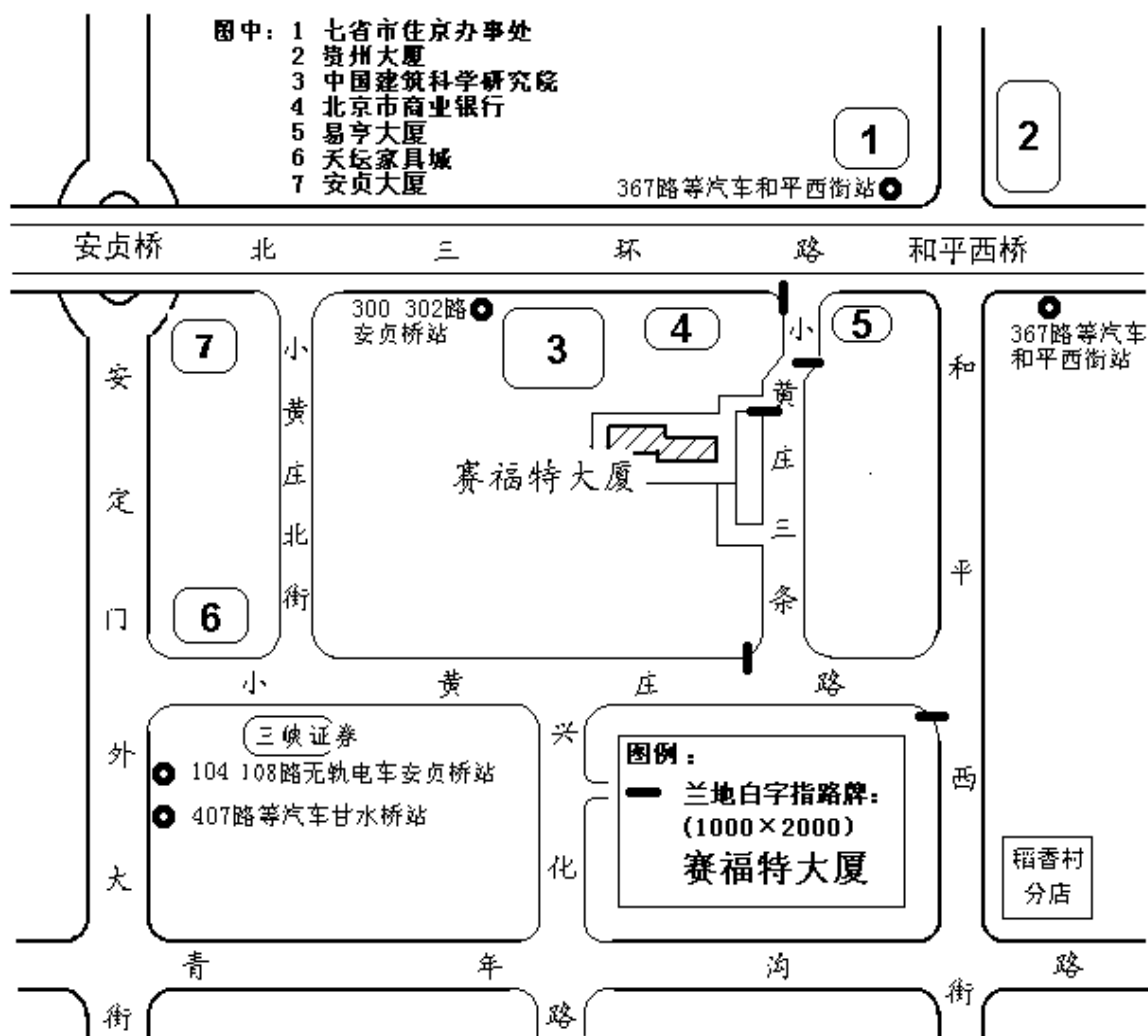 图中：1 七省市住京办事处
2 贵州大厦
3 中国建筑科学研究院
4 北京市商业银行
5 易亨大厦
6 天坛家具城
7 安贞大厦
1
2
367路等汽车和平西街站
安贞桥
北三环路
和平西桥
300 302路
安贞桥站
3
4
5
367路等汽车
和平西街站
7
安定门外大街
小黄庄北街
小黄庄三条
和平西街
赛福特大厦
6
小黄庄路
三峡证券
104 108路无轨电车安贞桥站
407路等汽车甘水桥站
兴化路
图例：
兰地白字指路牌：
(1000×2000)
赛福特大厦
稻香村
分店
青年沟路